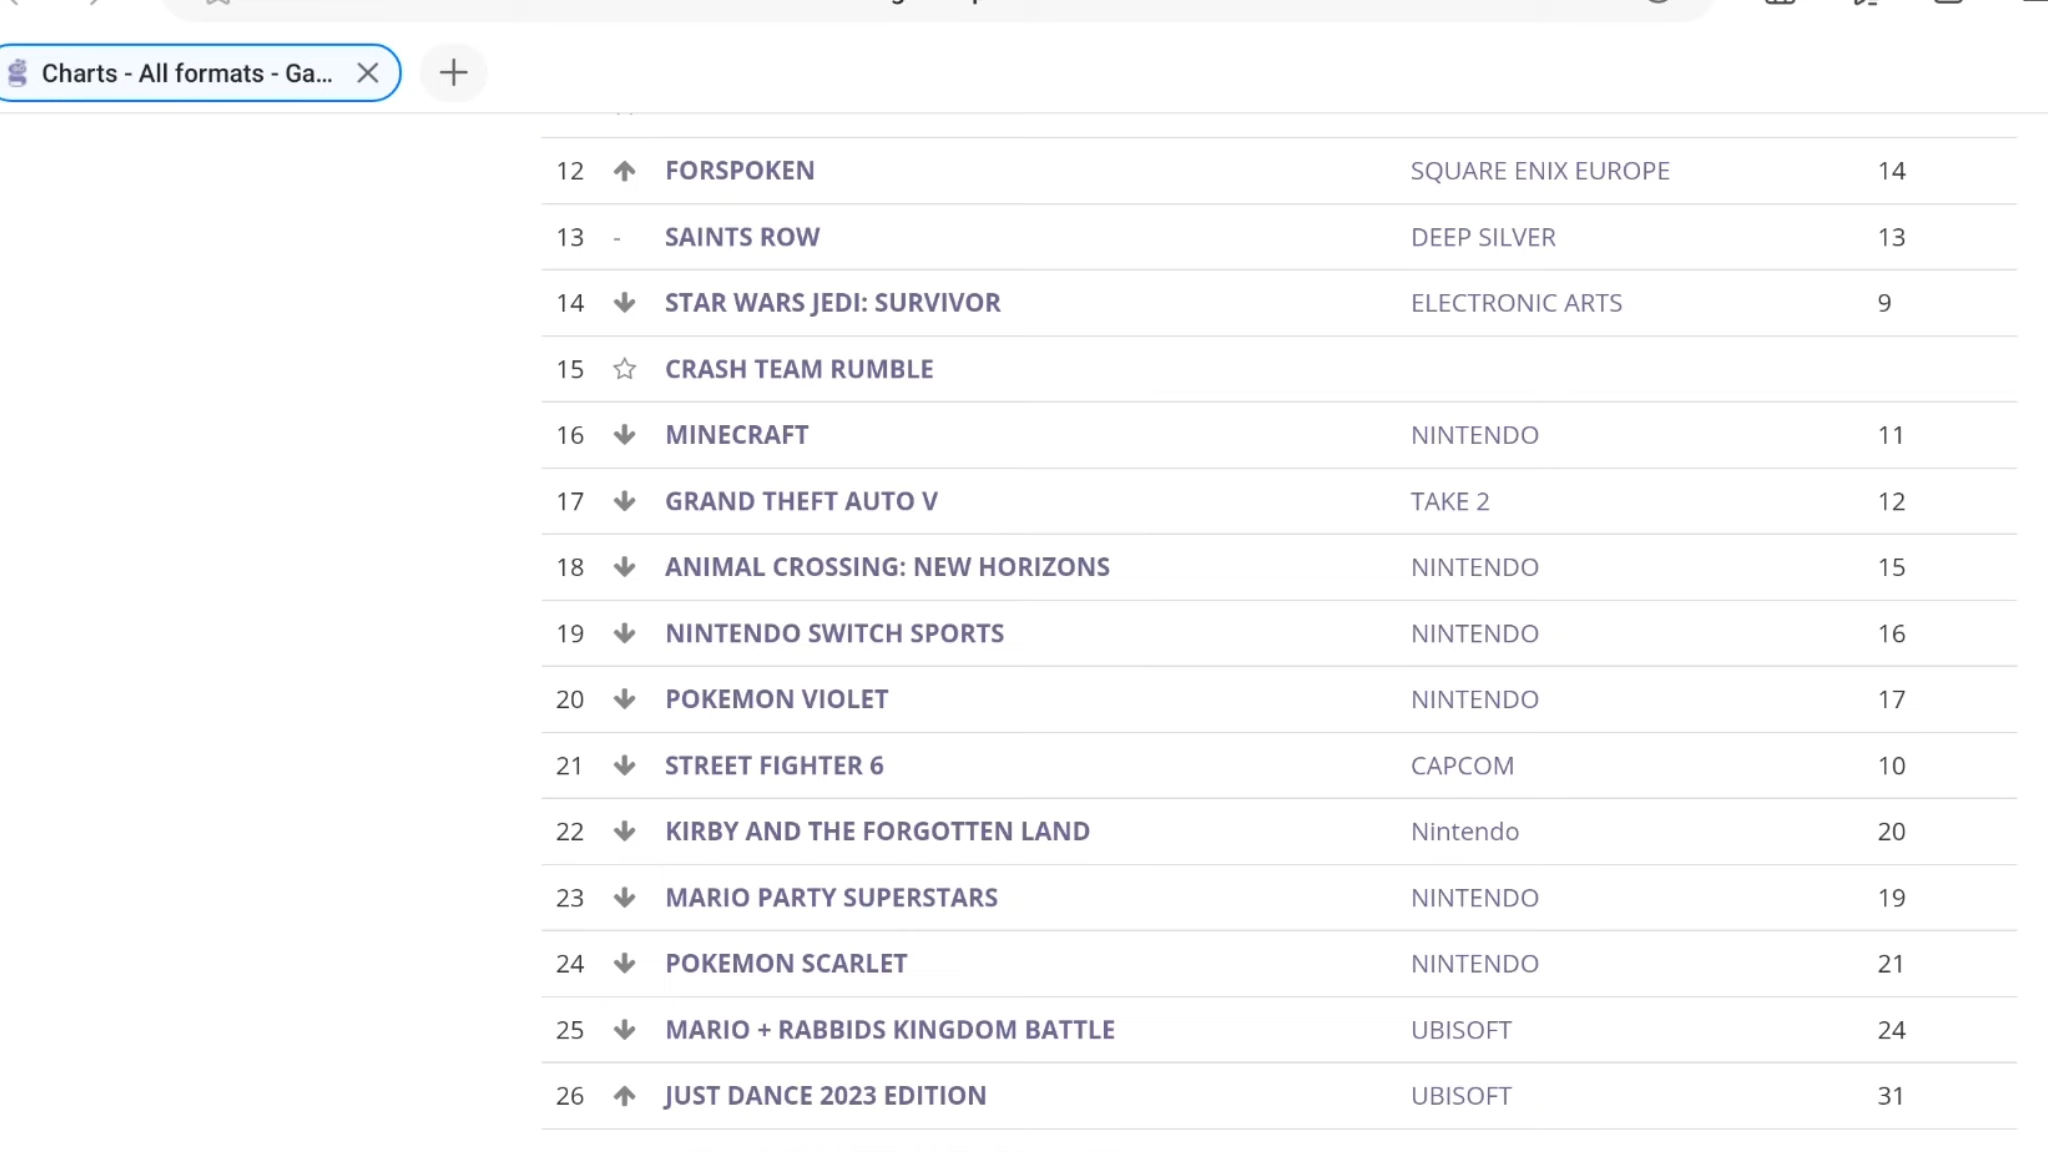 Charts - All formats - Ga...
12 FORSPOKEN SQUARE ENIX EUROPE 14
13 - SAINTS ROW DEEP SILVER 13
14 STAR WARS JEDI: SURVIVOR ELECTRONIC ARTS 9
15 CRASH TEAM RUMBLE
16 MINECRAFT NINTENDO 11
17 GRAND THEFT AUTO V TAKE 2 12
18 ANIMAL CROSSING: NEW HORIZONS NINTENDO 15
19 NINTENDO SWITCH SPORTS NINTENDO 16
20 POKEMON VIOLET NINTENDO 17
21 STREET FIGHTER 6 CAPCOM 10
22 KIRBY AND THE FORGOTTEN LAND Nintendo 20
23 MARIO PARTY SUPERSTARS NINTENDO 19
24 POKEMON SCARLET NINTENDO 21
25 MARIO + RABBIDS KINGDOM BATTLE UBISOFT 24
26 JUST DANCE 2023 EDITION UBISOFT 31